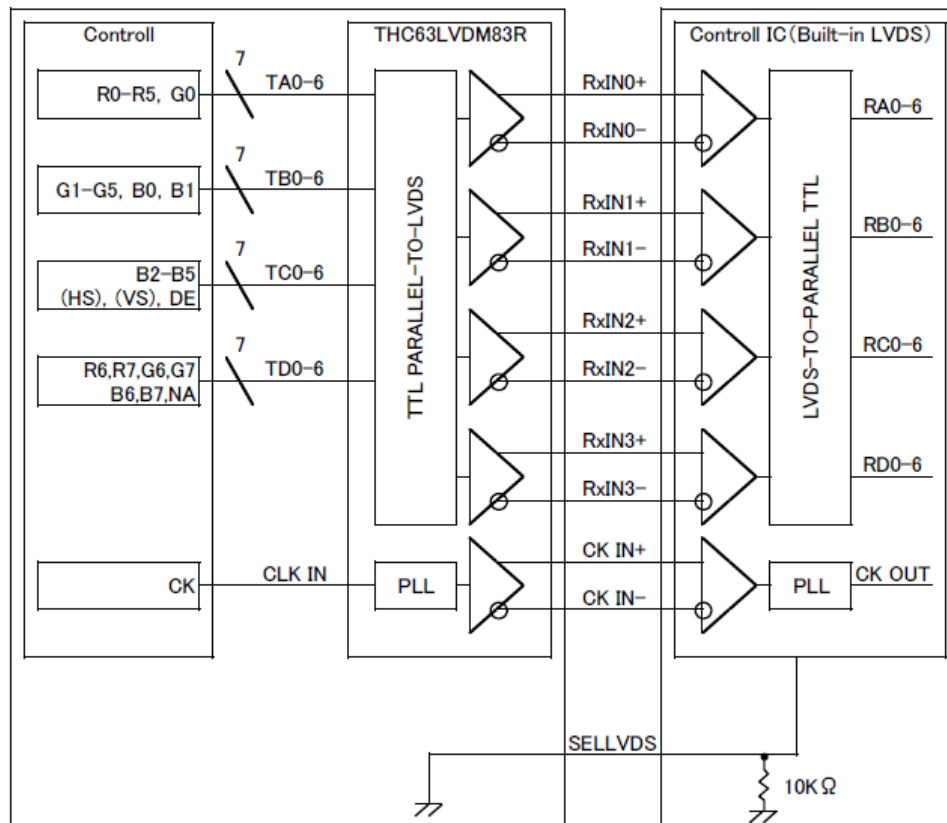 Controll
THC63LVDM83R
Controll IC(Built-in LVDS)
R0-R5, G0
7
TA0-6
RxIN0+
RxIN0-
RA0-6
G1-G5, B0, B1
7
TB0-6
RxIN1+
RxIN1-
RB0-6
B2-B5
(HS), (VS), DE
7
TC0-6
RxIN2+
RxIN2-
RC0-6
R6,R7,G6,G7
B6,B7,NA
7
TD0-6
RxIN3+
RxIN3-
RD0-6
TTL PARALLEL-TO-LVDS
LVDS-TO-PARALLEL TTL
CK
CLK IN
PLL
CK IN+
CK IN-
PLL
CK OUT
SELLVDS
10KΩ